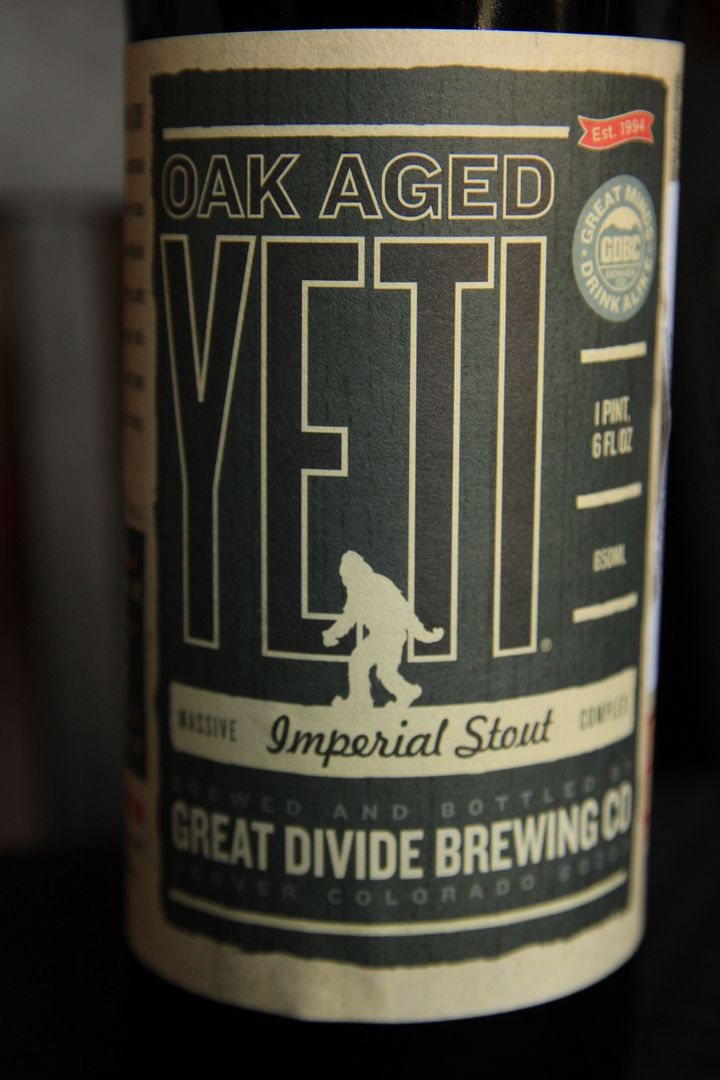 OAK AGED
YETI
Est. 1994
GREAT MINDS
GDBC
DENVER
CO
DRINK ALIKE
1 PINT,
6 FL OZ
650ML
MASSIVE
Imperial Stout
COMPLEX
BREWED AND BOTTLED BY
GREAT DIVIDE BREWING CO
DENVER COLORADO